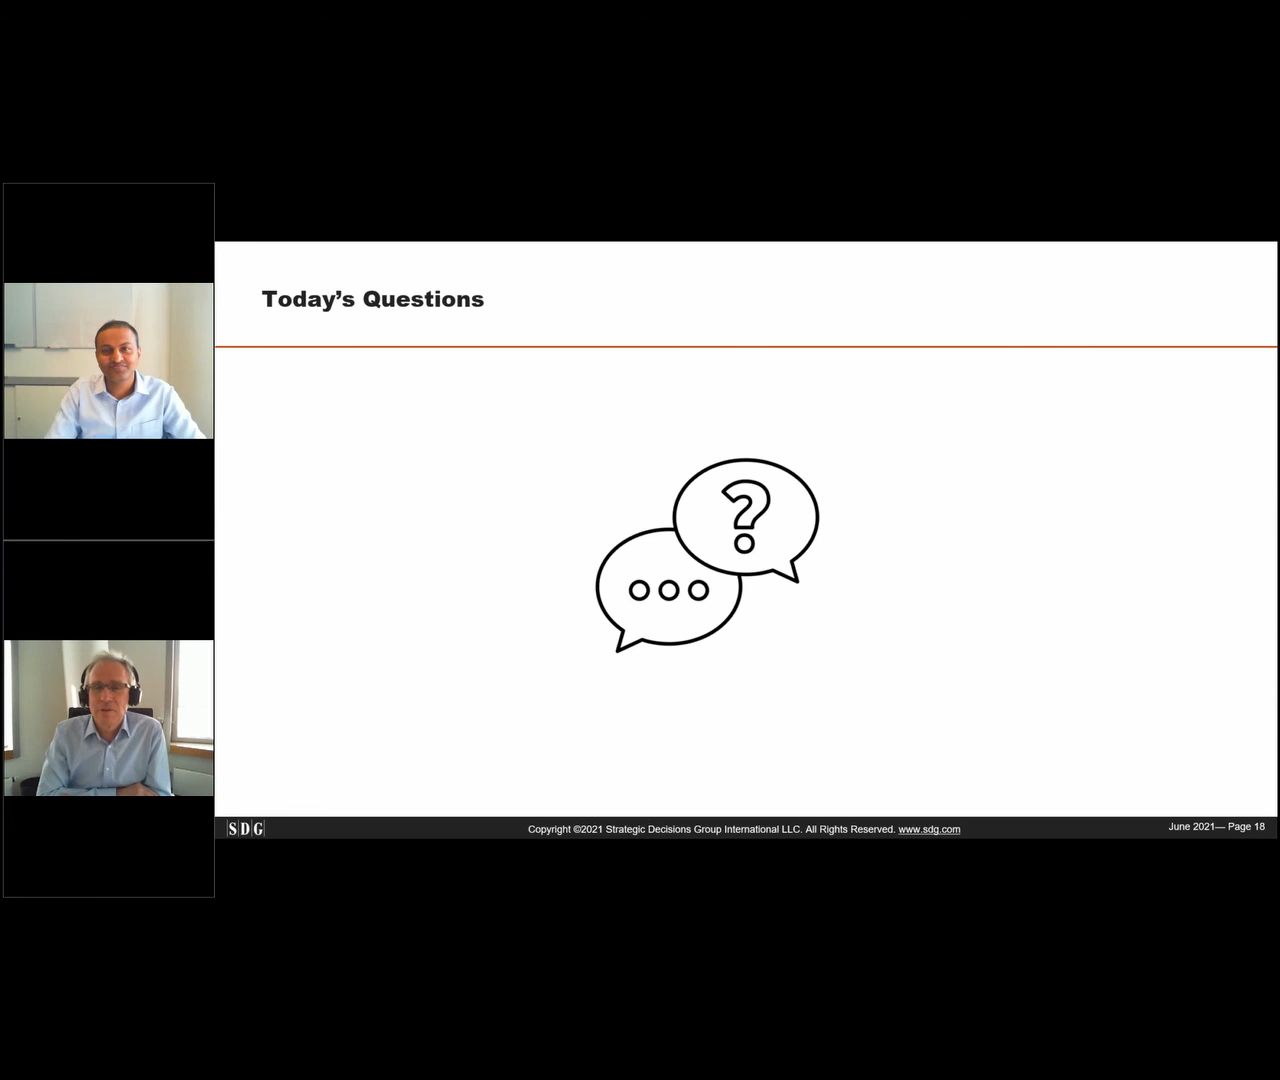 Today’s Questions
?
SDG
Copyright ©2021 Strategic Decisions Group International LLC. All Rights Reserved. www.sdg.com
June 2021— Page 18